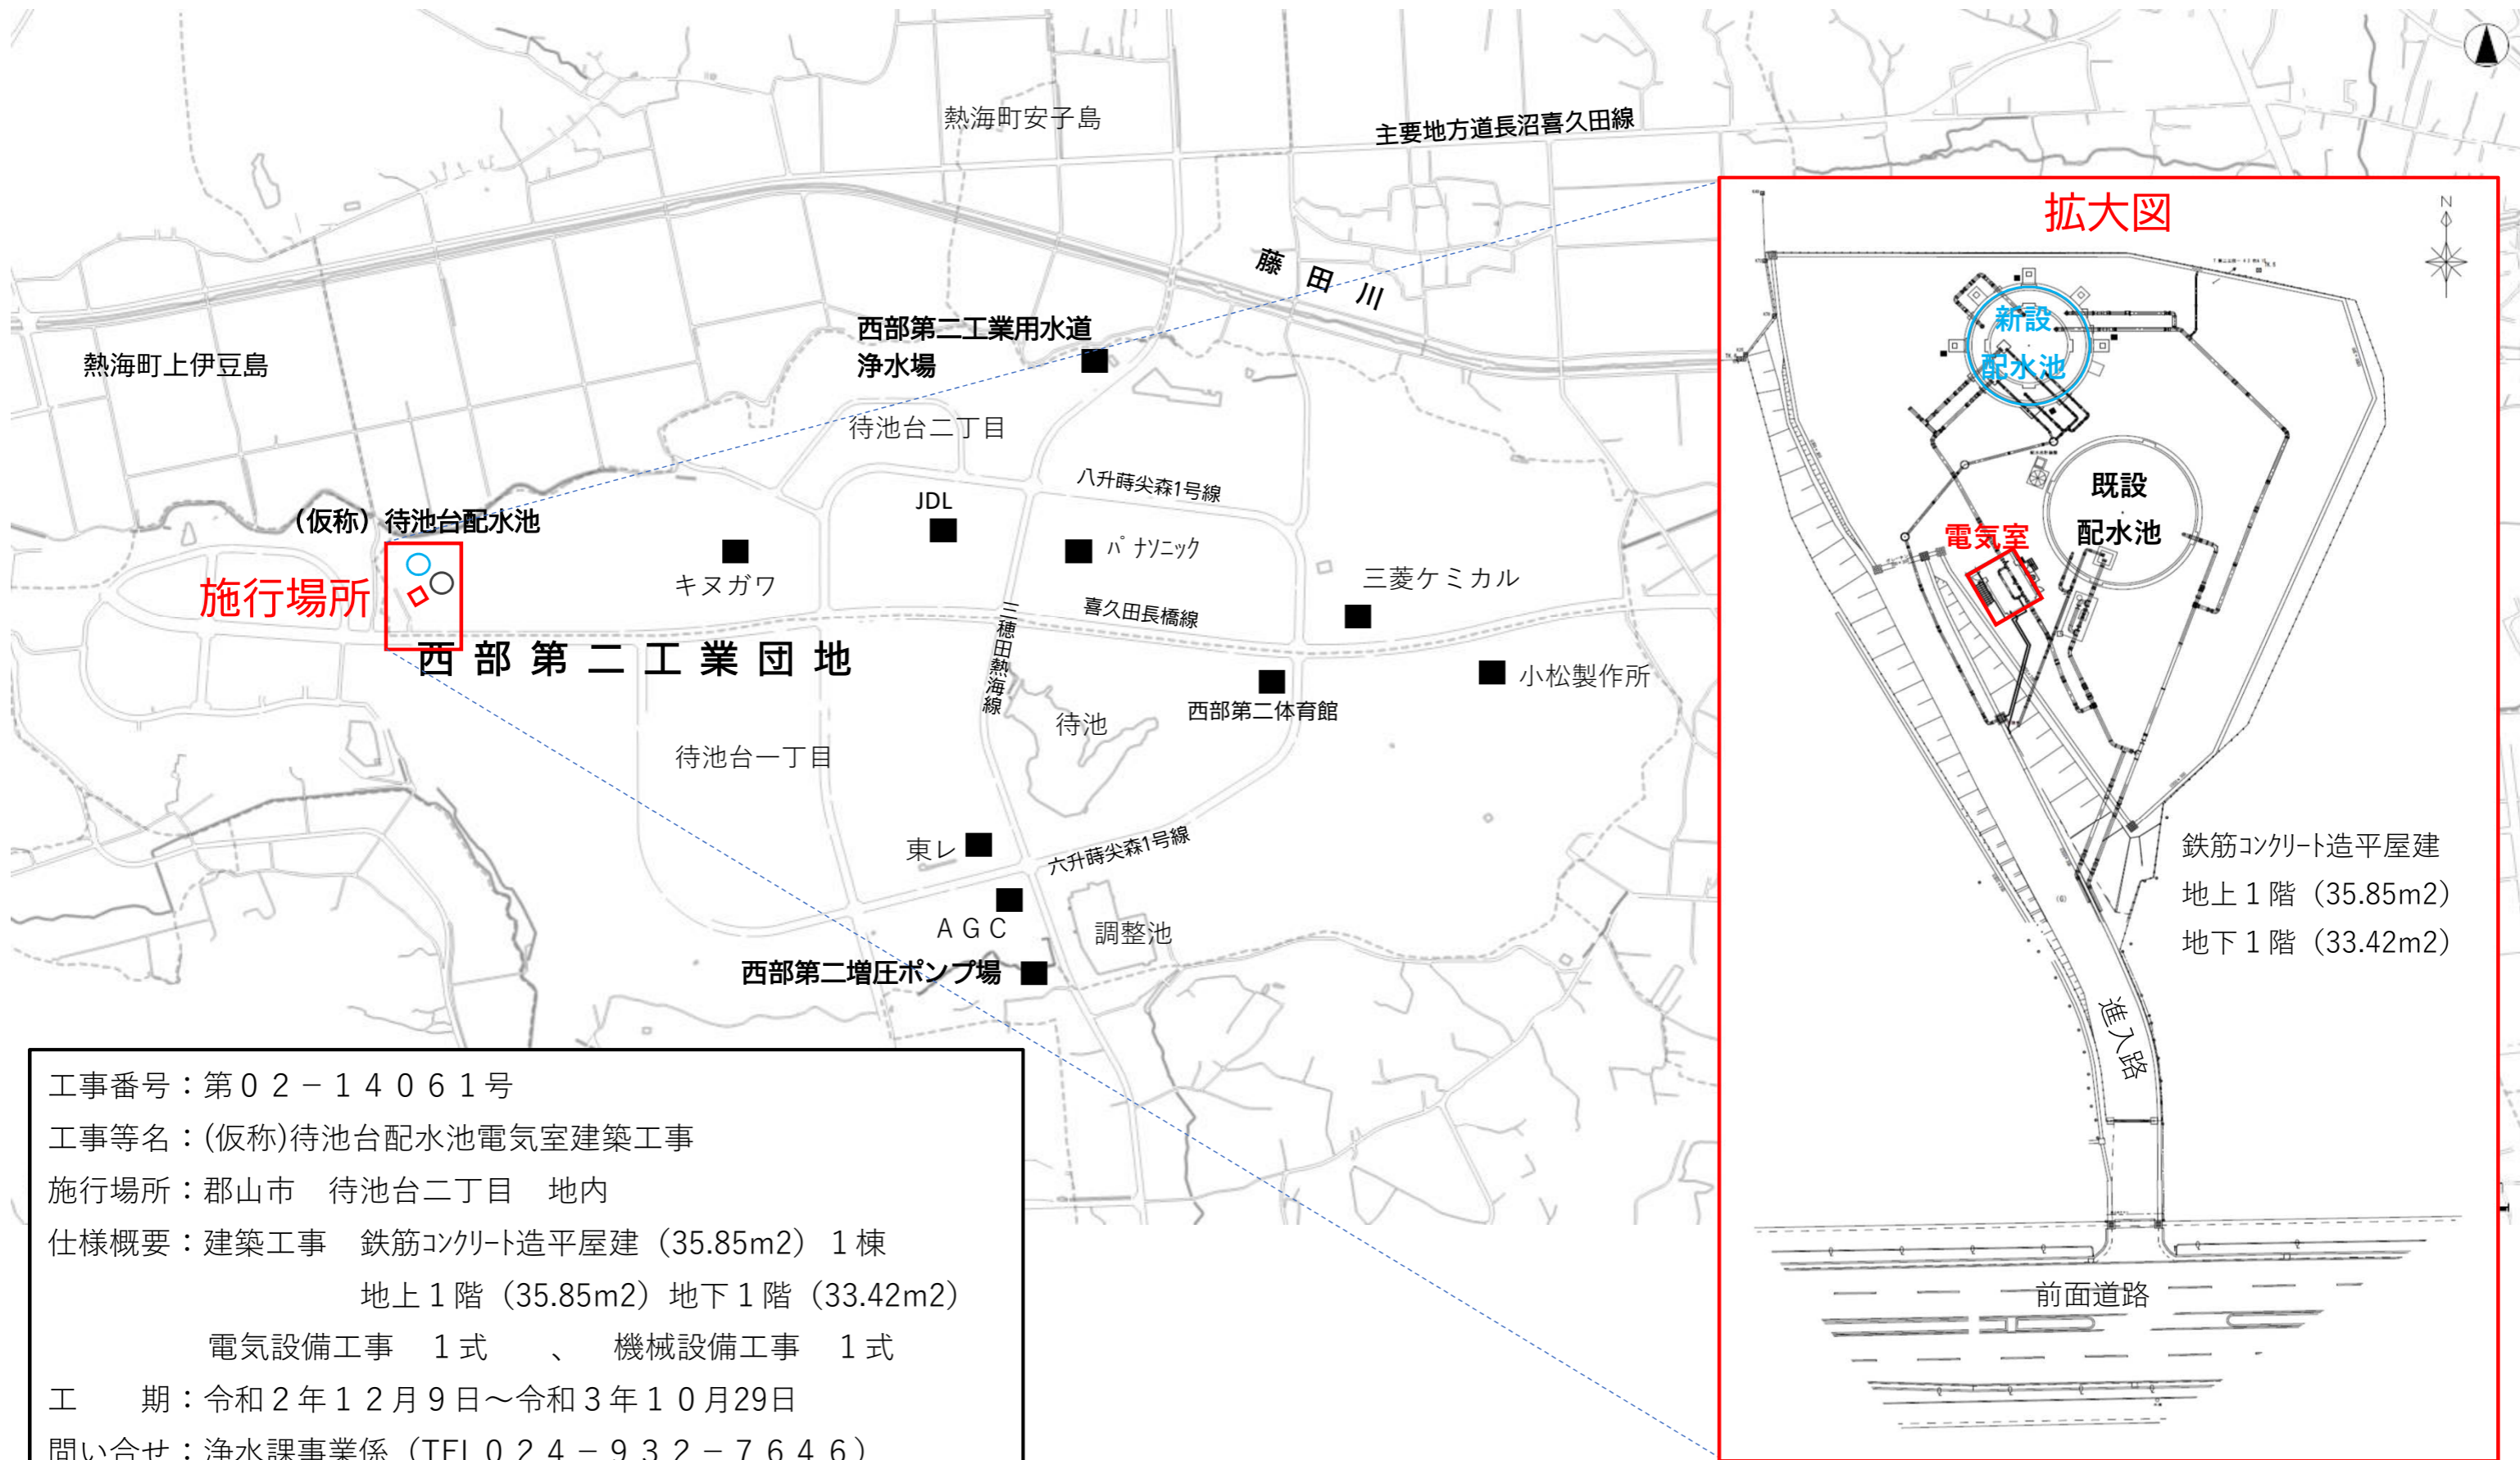 熱海町安子島
主要地方道長沼喜久田線
藤田川
西部第二工業用水道
浄水場
熱海町上伊豆島
待池台二丁目
八升蒔尖森1号線
JDL
(仮称）待池台配水池
パナソニック
キヌガワ
三菱ケミカル
施行場所
喜久田長橋線
三穂田熱海線
西部第二工業団地
小松製作所
西部第二体育館
待池
待池台一丁目
東レ
六升蒔尖森1号線
ＡＧＣ
調整池
西部第二増圧ポンプ場
拡大図
N
新設
配水池
既設
配水池
電気室
鉄筋ｺﾝｸﾘｰﾄ造平屋建
地上１階（35.85m2）
地下１階（33.42m2）
進入路
前面道路
工事番号：第０２－１４０６１号
工事等名：(仮称)待池台配水池電気室建築工事
施行場所：郡山市　待池台二丁目　地内
仕様概要：建築工事　鉄筋ｺﾝｸﾘｰﾄ造平屋建（35.85m2）１棟
地上１階（35.85m2）地下１階（33.42m2）
電気設備工事　１式　　、　機械設備工事　１式
工　　期：令和２年１２月９日～令和３年１０月29日
問い合せ：浄水課事業係（TEL０２４－９３２－７６４６）